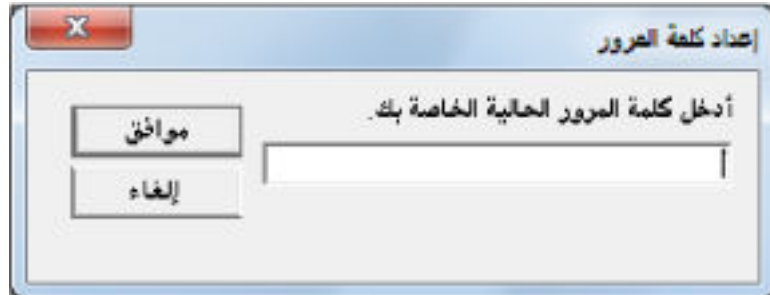 إعداد كلمة المرور
أدخل كلمة المرور الحالية الخاصة بك.
موافق
إلغاء